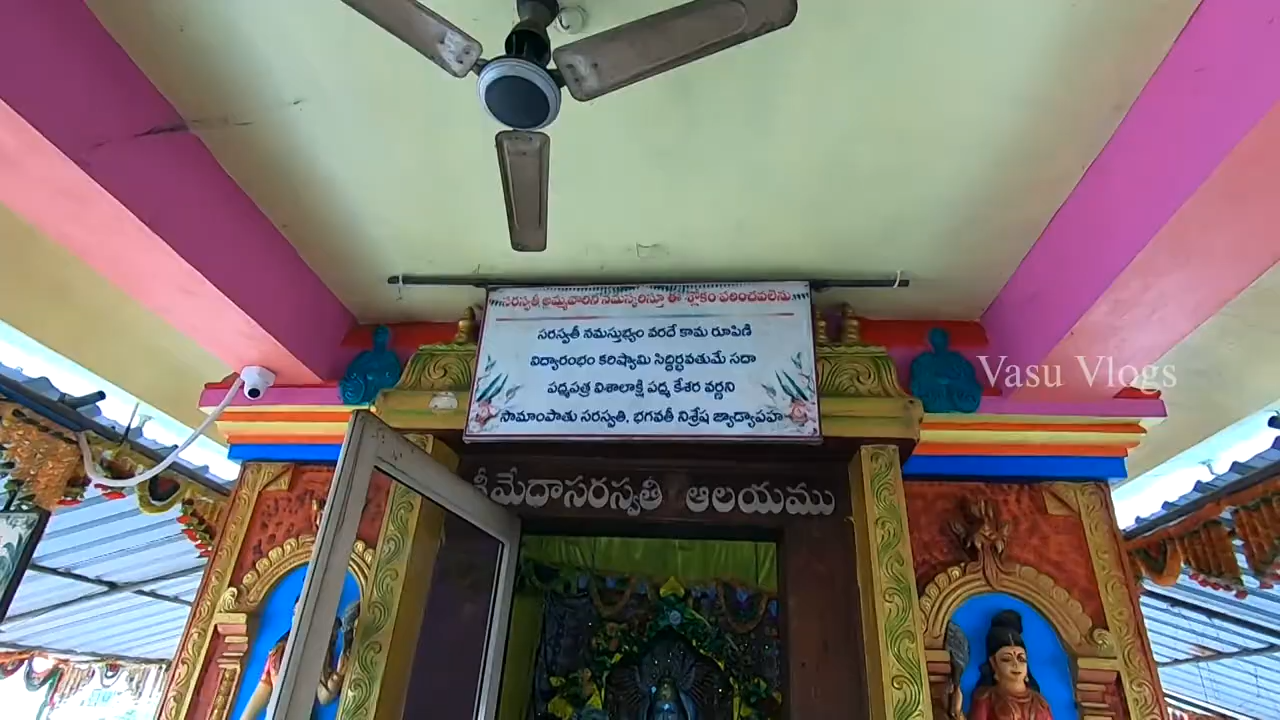 సరస్వతీ అమ్మవారిని నమస్కరిస్తూ ఈ శ్లోకం పఠించవలెను
సరస్వతీ నమస్తుభ్యం వరదే కామ రూపిణి
విద్యారంభం కరిష్యామి సిద్దిర్భవతుమే సదా
పద్మపత్ర విశాలాక్షి పద్మ కేశర వర్ణని
సామాంపాతు సరస్వతి, భగవతీ నిశ్రేష జ్యాడ్యాపహ
Vasu Vlogs
శ్రీమేధాసరస్వతీ ఆలయము